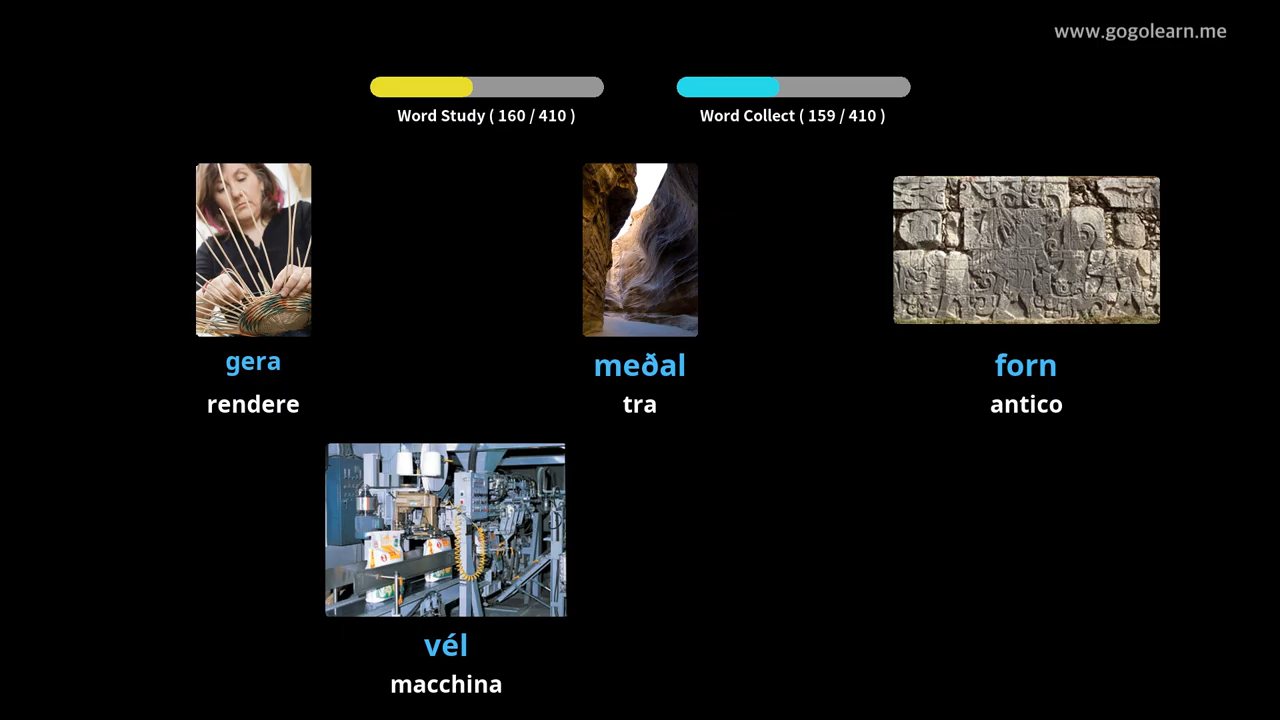 www.gogolearn.me
Word Study ( 160 / 410 )
Word Collect ( 159 / 410 )
gera
rendere
meðal
tra
forn
antico
vél
macchina